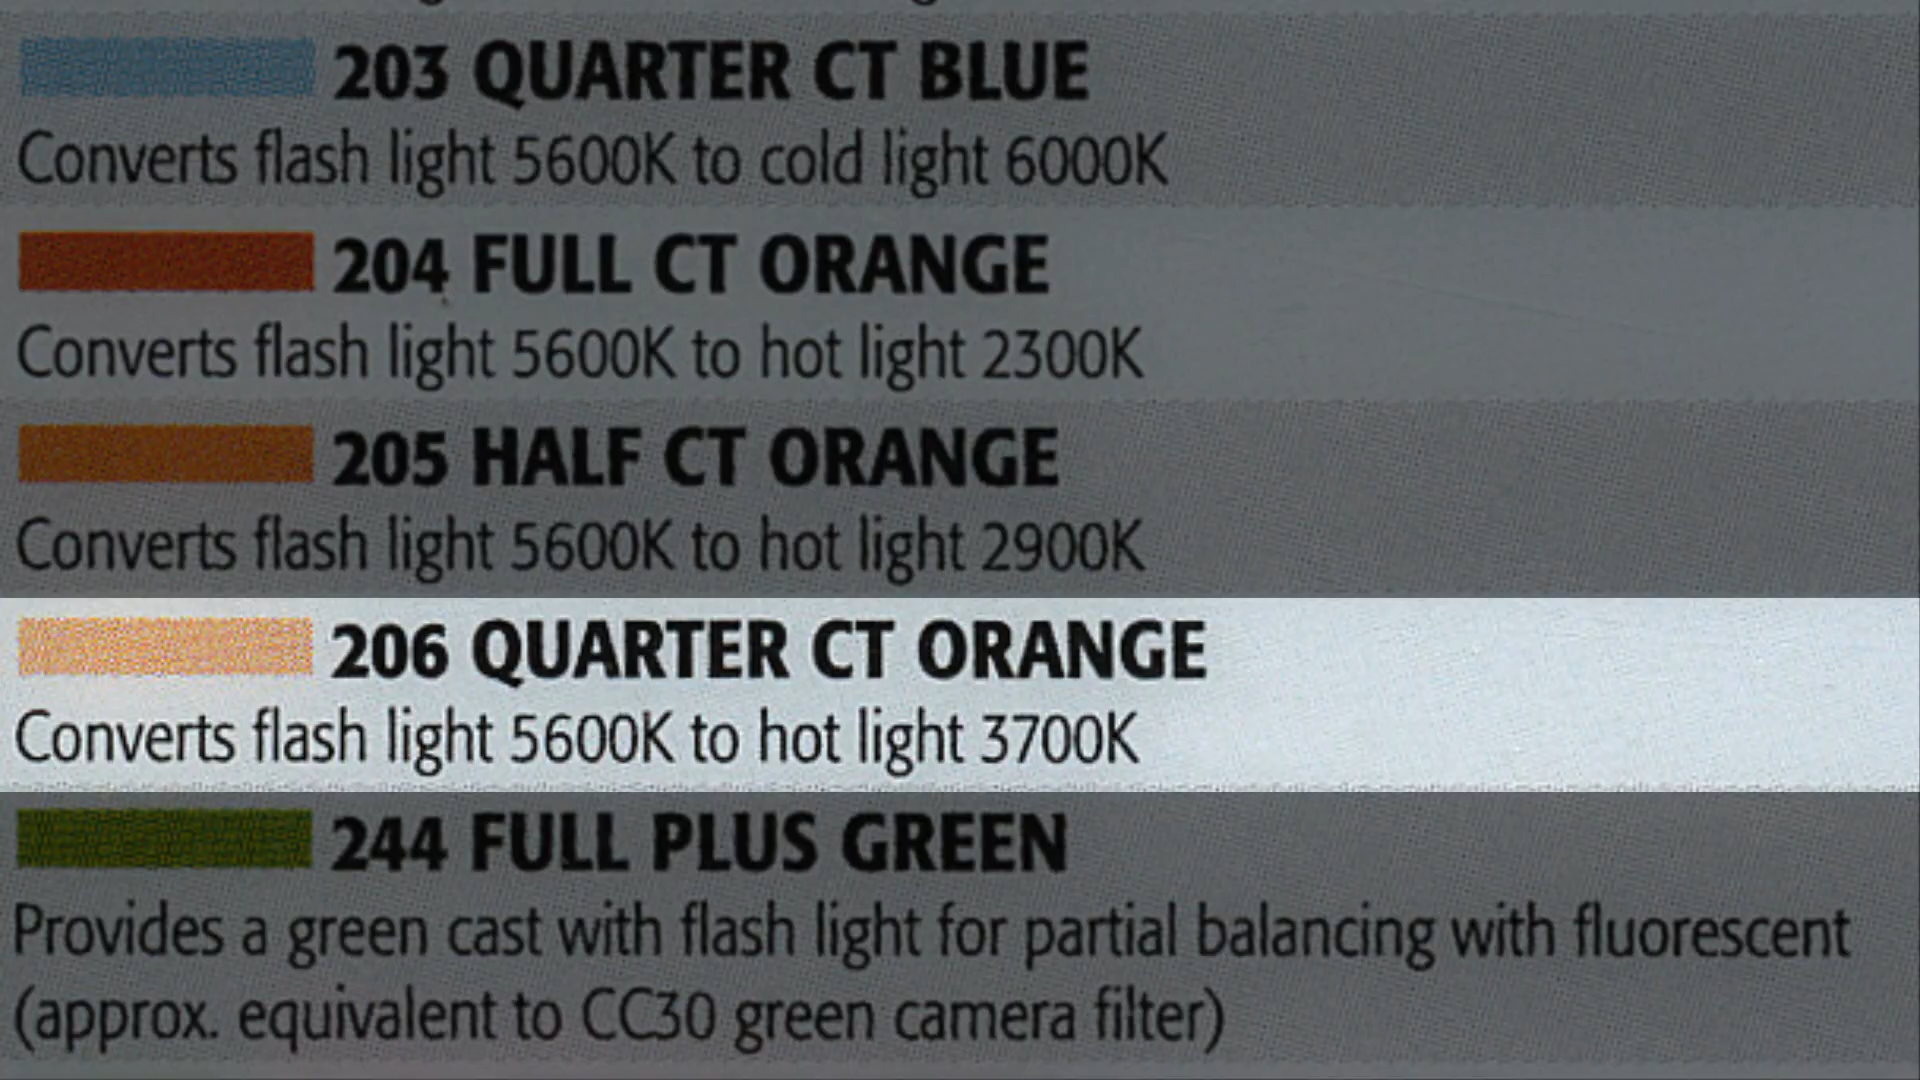 203 QUARTER CT BLUE
Converts flash light 5600K to cold light 6000K
204 FULL CT ORANGE
Converts flash light 5600K to hot light 2300K
205 HALF CT ORANGE
Converts flash light 5600K to hot light 2900K
206 QUARTER CT ORANGE
Converts flash light 5600K to hot light 3700K
244 FULL PLUS GREEN
Provides a green cast with flash light for partial balancing with fluorescent
(approx. equivalent to CC30 green camera filter)